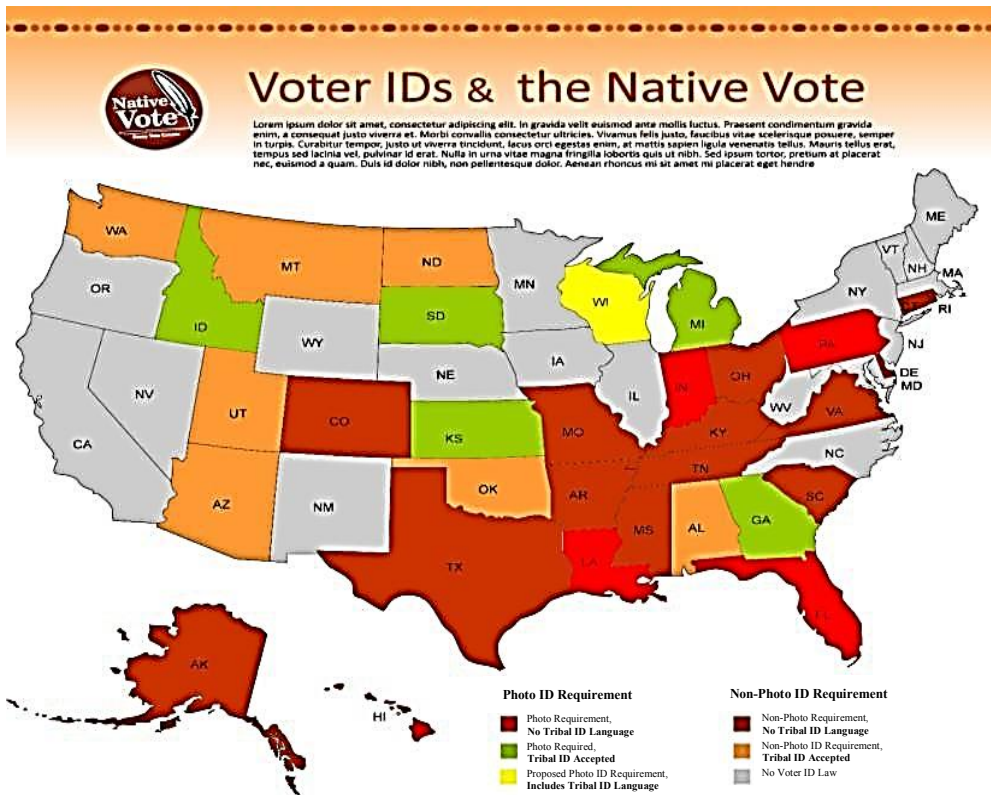 Native
Vote
Voter IDs & the Native Vote
Lorem ipsum dolor sit amet, consectetur adipiscing elit. In gravida velit euismod ante mollis luctus. Praesent condimentum gravida
enim, a consequat justo viverra et. Morbi convallis consectetur ultricies. Vivamus felis justo, faucibus vitae scelerisque posuere, semper
in turpis. Curabitur tempor, justo ut viverra tincidunt, lacus orci egestas enim, at mattis sapien ligula venenatis tellus. Mauris tellus erat,
tempus sed lacinia vel, pulvinar id erat. Nulla in urna vitae magna fringilla lobortis quis ut nibh. Sed ipsum tortor, pretium at placerat
nec, euismod a quam. Duis id dolor nibh, non pellentesque dolor. Aenean rhoncus mi sit amet mi placerat eget hendre
WA
MT
ND
MN
ME
VT
NH
MA
OR
ID
SD
WI
MI
NY
RI
WY
IA
NE
PA
NJ
DE
MD
NV
UT
CO
KS
MO
IL
IN
OH
WV
VA
KY
CA
AZ
NM
OK
AR
TN
NC
SC
TX
LA
MS
AL
GA
FL
AK
HI
Photo ID Requirement
Photo Requirement,
No Tribal ID Language
Photo Required,
Tribal ID Accepted
Proposed Photo ID Requirement,
Includes Tribal ID Language
Non-Photo ID Requirement
Non-Photo Requirement,
No Tribal ID Language
Non-Photo ID Requirement,
Tribal ID Accepted
No Voter ID Law